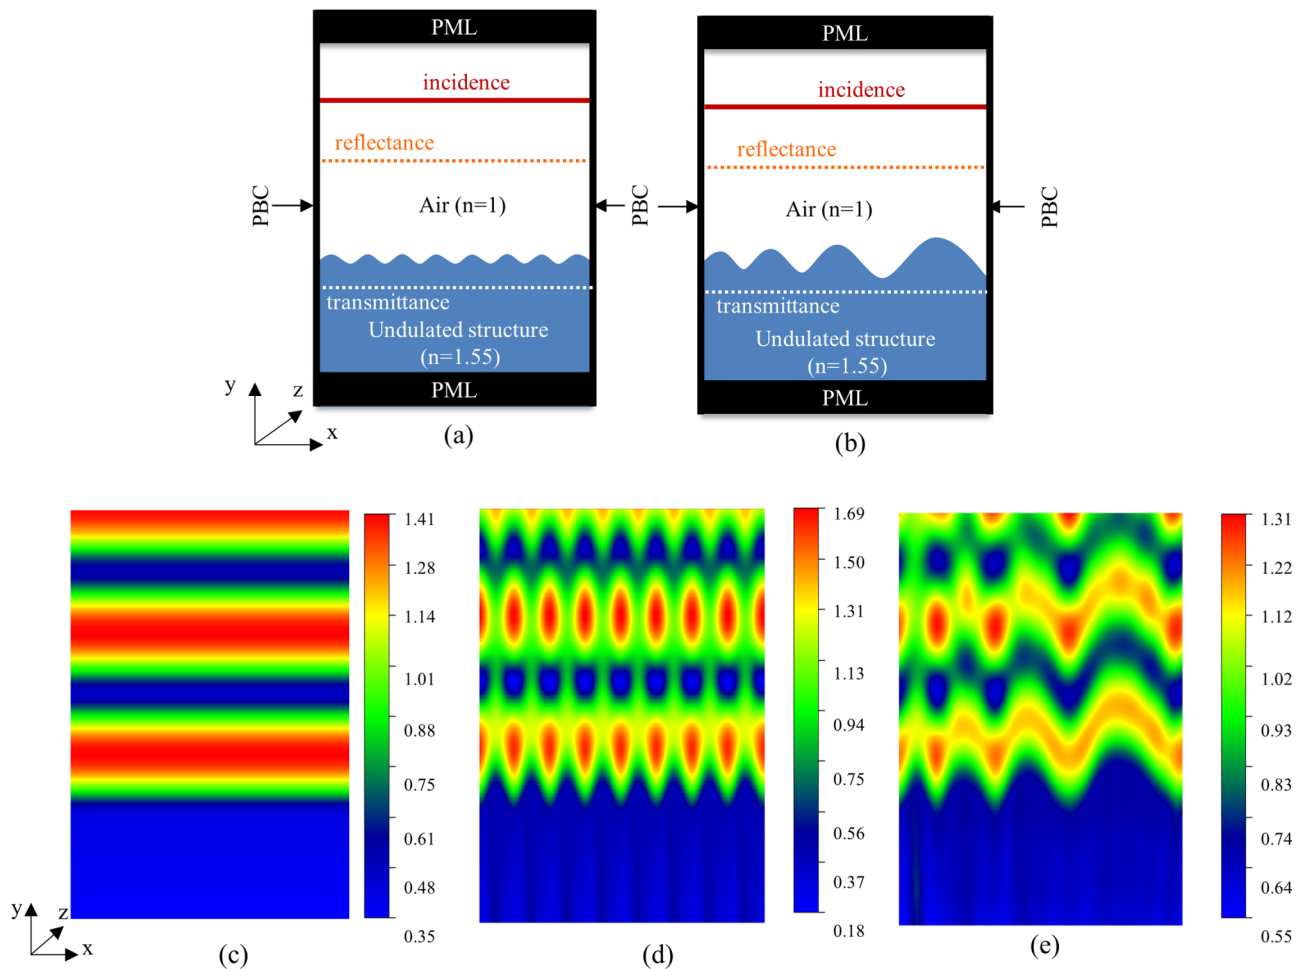 PML
incidence
reflectance
PBC
Air (n=1)
PBC
transmittance
Undulated structure
(n=1.55)
PML
y
z
x
(a)
PML
incidence
reflectance
Air (n=1)
PBC
transmittance
Undulated structure
(n=1.55)
PML
(b)
1.41
1.28
1.14
1.01
0.88
0.75
0.61
0.48
0.35
y
z
x
(c)
1.69
1.50
1.31
1.13
0.94
0.75
0.56
0.37
0.18
(d)
1.31
1.22
1.12
1.02
0.93
0.83
0.74
0.64
0.55
(e)